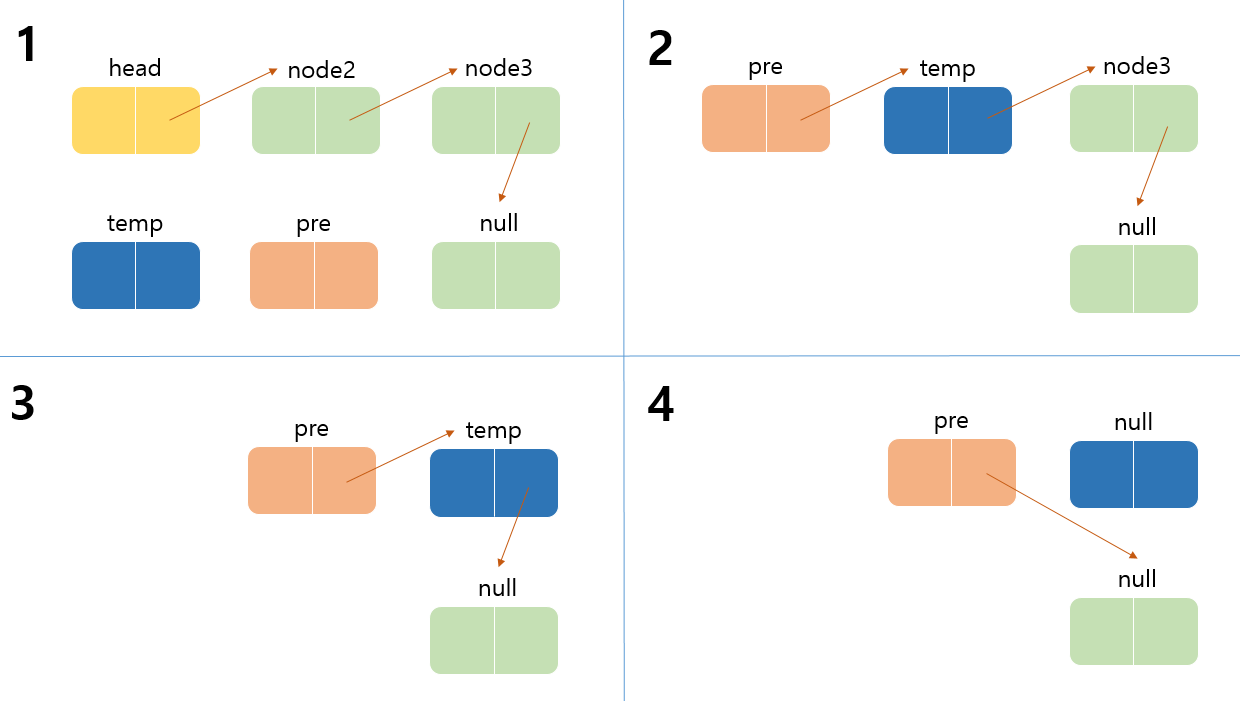 1
head
node2
node3
temp
pre
null
2
pre
temp
node3
null
3
pre
temp
null
4
pre
null
null